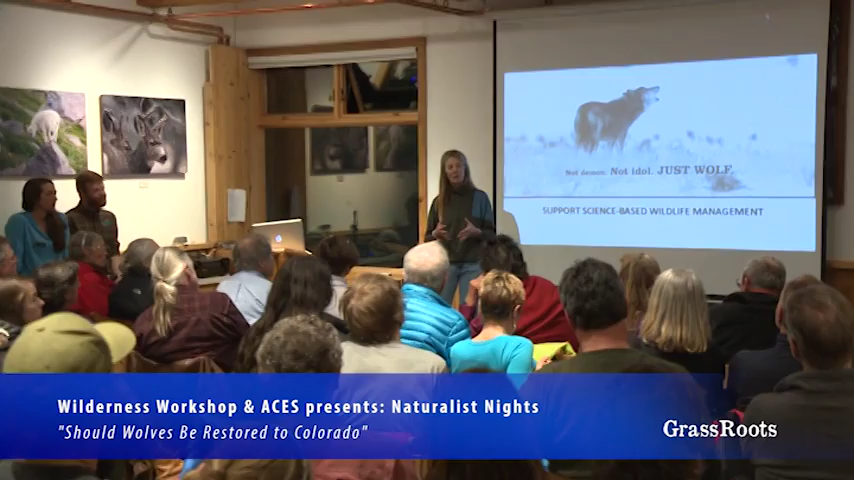 Not demon. Not idol. JUST WOLF.
SUPPORT SCIENCE-BASED WILDLIFE MANAGEMENT
Wilderness Workshop & ACES presents: Naturalist Nights
"Should Wolves Be Restored to Colorado"
GrassRoots